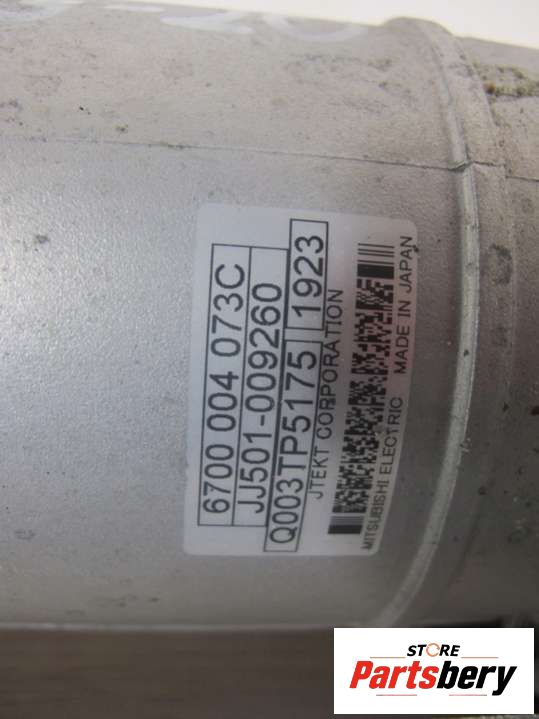 6700 004 073C
JJ501-009260
Q003TP5175 1923
JTEKT CORPORATION
MITSUBISHI ELECTRIC MADE IN JAPAN
STORE
Partsbery